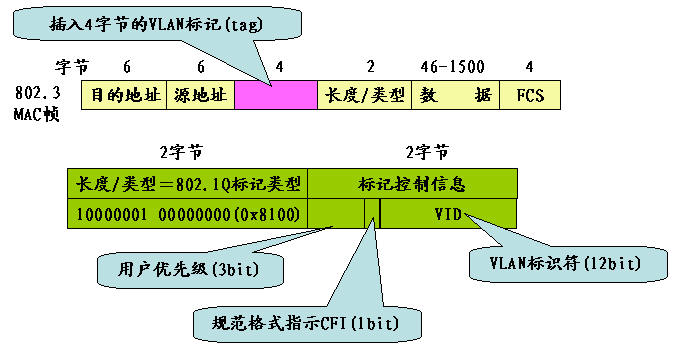 插入4字节的VLAN标记(tag)
字节 6 6 4 2 46-1500 4
802.3
MAC帧
目的地址 源地址 长度/类型 数 据 FCS
2字节 2字节
长度/类型=802.1Q标记类型 标记控制信息
10000001 00000000(0x8100) VID
用户优先级(3bit)
VLAN标识符(12bit)
规范格式指示CFI(1bit)